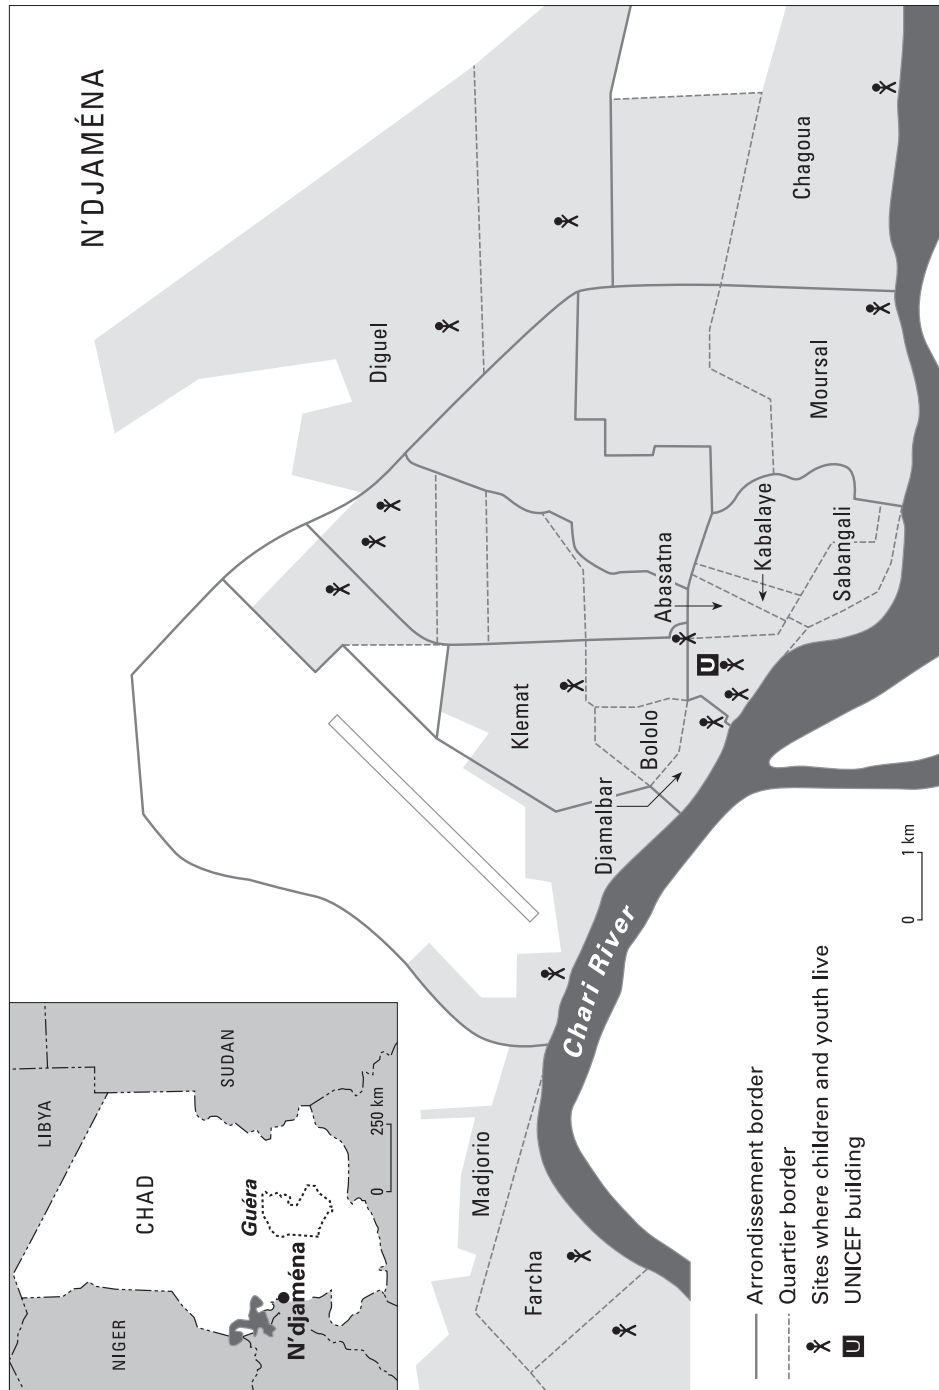 N'DJAMÉNA
LIBYA
NIGER
CHAD
SUDAN
Guéra
N'djaména
0
250 km
Diguel
Klemat
Bololo
Djamalbar
Abasatna
Kabalaye
Sabangali
Moursal
Chagoua
Madjorio
Farcha
Chari River
U
Arrondissement border
Quartier border
Sites where children and youth live
U
UNICEF building
0
1 km